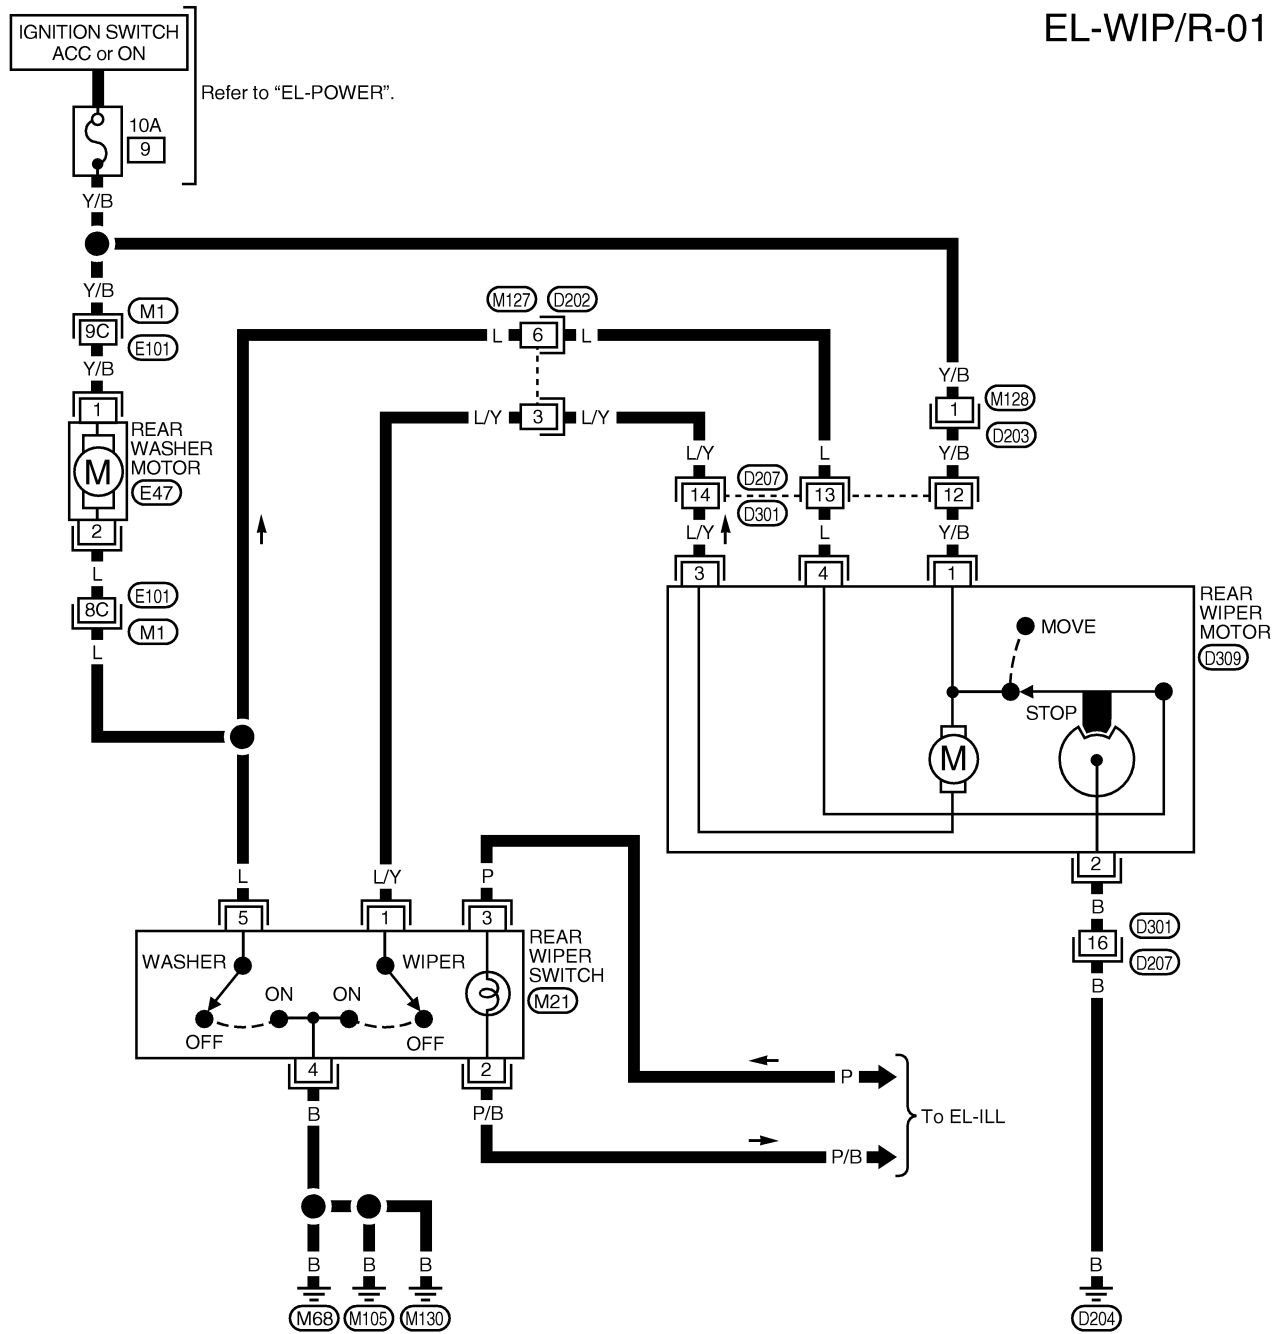 EL-WIP/R-01
IGNITION SWITCH
ACC or ON
Refer to “EL-POWER”.
10A
9
Y/B
Y/B
M1
9C
E101
Y/B
1
REAR
WASHER
MOTOR
M
E47
2
L
E101
8C
M1
L
M127
D202
L
6
L
L/Y
3
L/Y
Y/B
1
M128
D203
L/Y
L
Y/B
14
D207
13
12
D301
L/Y
L
Y/B
3
4
1
REAR
WIPER
MOTOR
D309
MOVE
STOP
M
2
B
D301
16
D207
B
B
D204
L
L/Y
P
5
1
3
REAR
WIPER
SWITCH
M21
WASHER
WIPER
ON
ON
OFF
OFF
4
2
B
P/B
P
To EL-ILL
P/B
B
B
B
M68
M105
M130